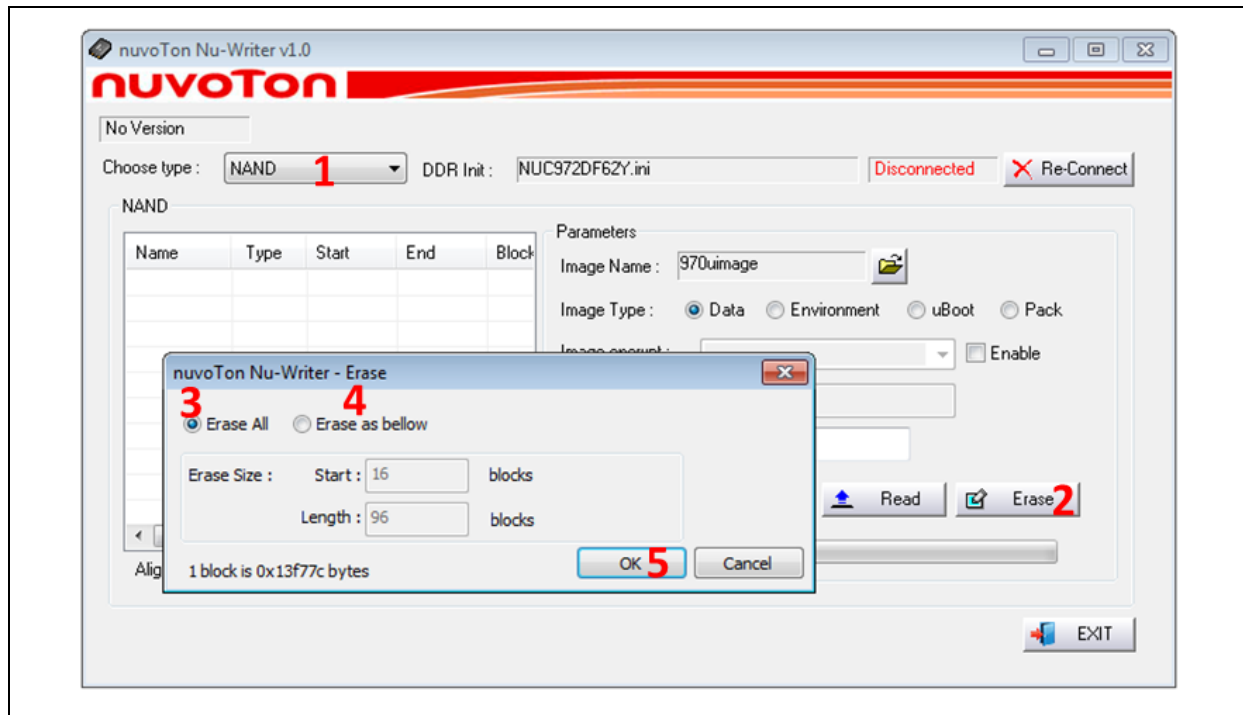 nuvoTon Nu-Writer v1.0
nuvoTon
No Version
Choose type : NAND 1 DDR Init : NUC972DF62Y.ini Disconnected Re-Connect
NAND
Name Type Start End Block
Parameters
Image Name : 970uimage
Image Type : Data Environment uBoot Pack
Image encrypt : Enable
nuvoTon Nu-Writer - Erase
3 4
Erase All Erase as bellow
Erase Size : Start : 16 blocks
Length : 96 blocks
1 block is 0x13f77c bytes
OK 5 Cancel
Read Erase 2
Alig
EXIT